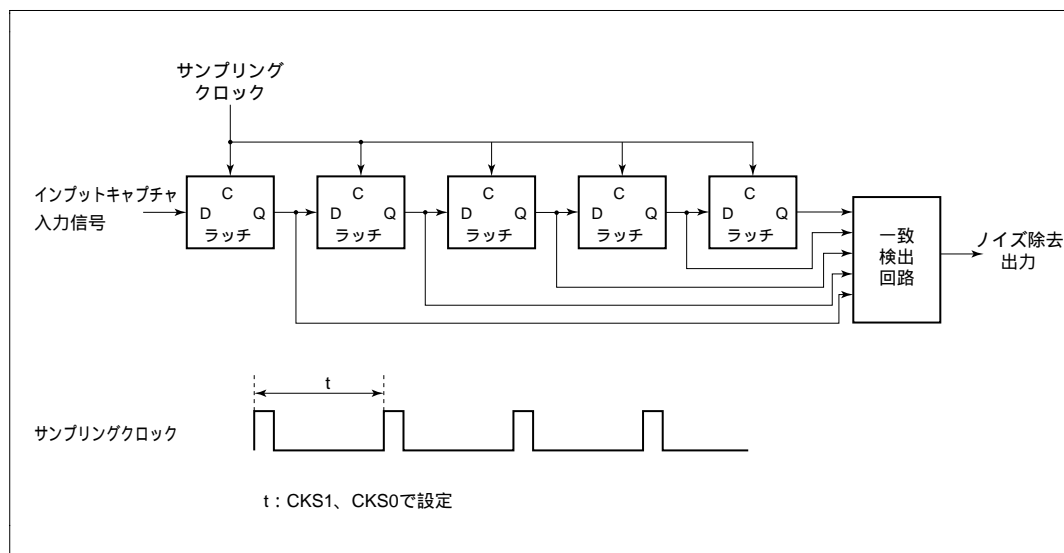 サンプリング
クロック
インプットキャプチャ
入力信号
C
D Q
ラッチ
C
D Q
ラッチ
C
D Q
ラッチ
C
D Q
ラッチ
C
D Q
ラッチ
一致
検出
回路
ノイズ除去
出力
t
サンプリングクロック
t：CKS1、CKS0で設定